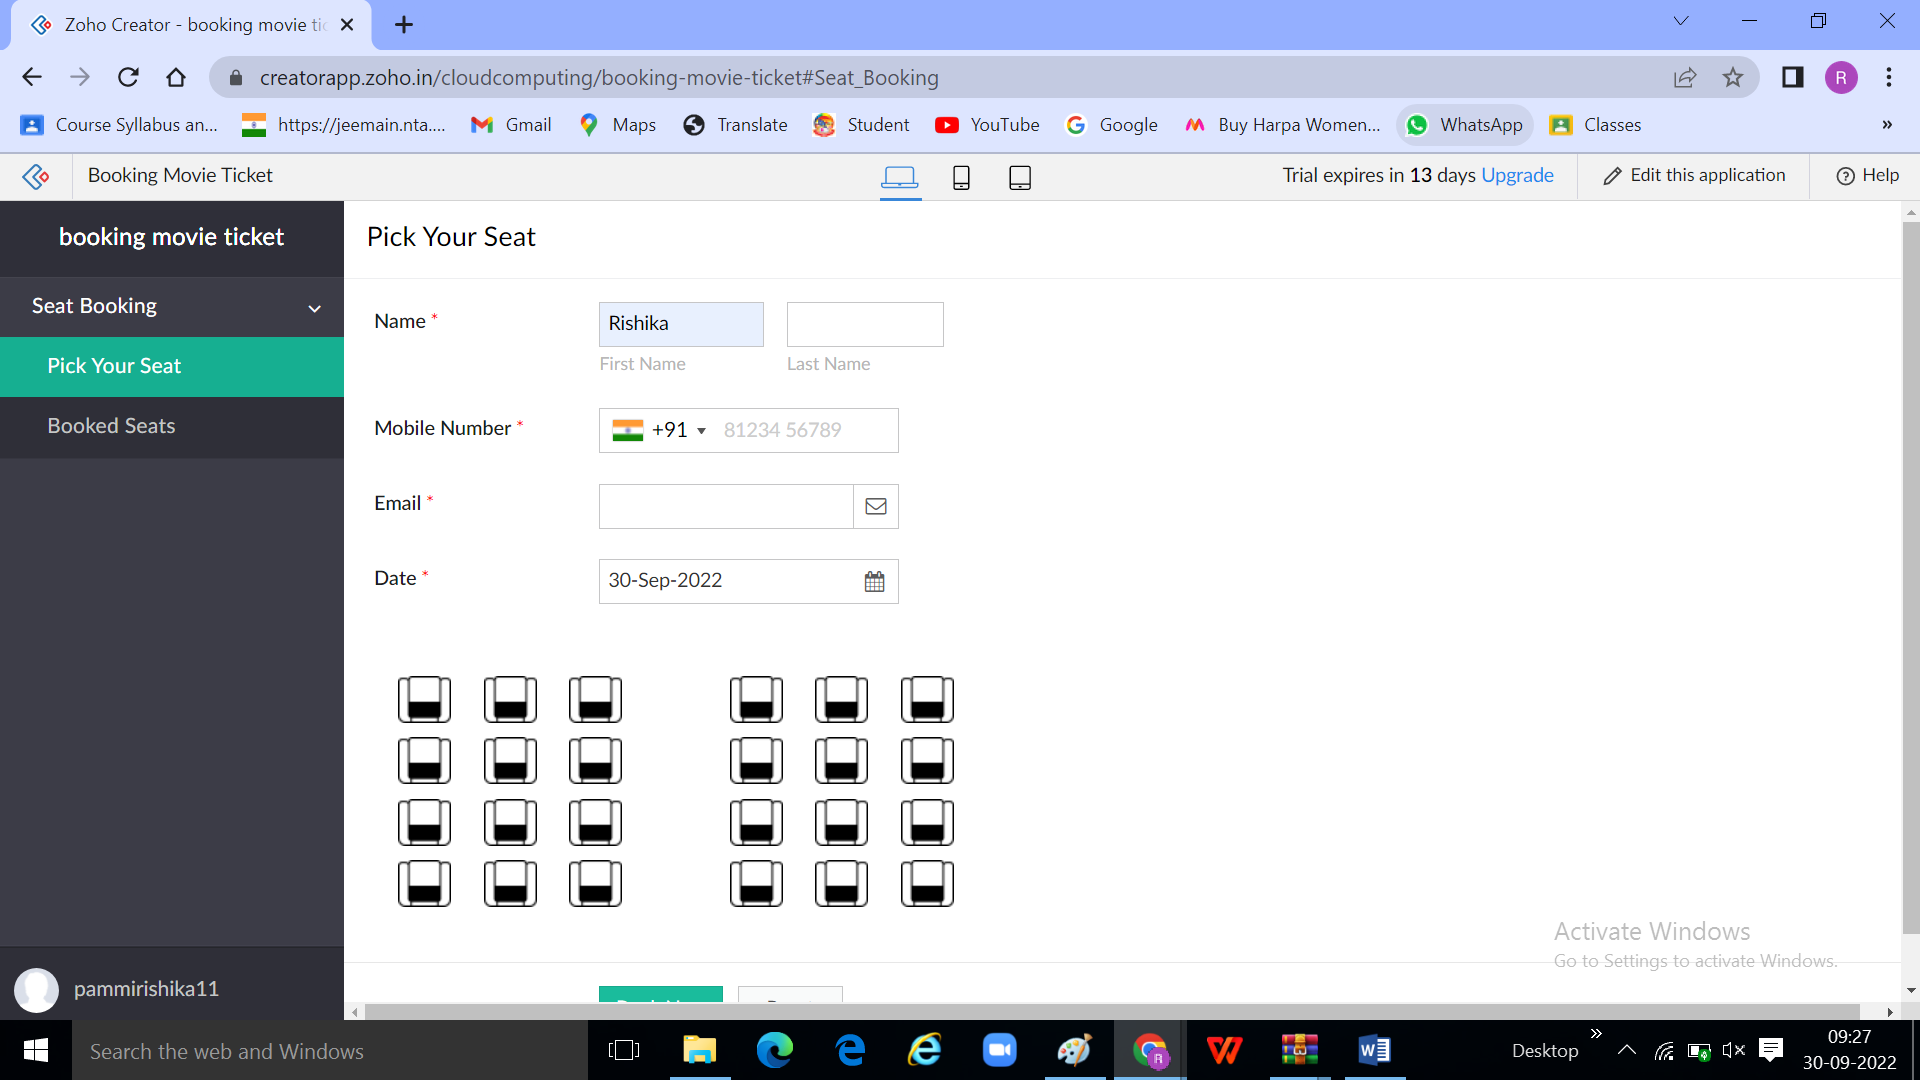 Zoho Creator - booking movie tic
creatorapp.zoho.in/cloudcomputing/booking-movie-ticket#Seat_Booking
R
Course Syllabus an...
https://jeemain.nta....
Gmail
Maps
Translate
Student
YouTube
Google
Buy Harpa Women...
WhatsApp
Classes
»
Booking Movie Ticket
Trial expires in 13 days Upgrade
Edit this application
Help
booking movie ticket
Seat Booking
Pick Your Seat
Booked Seats
pammirishika11
Pick Your Seat
Name *
Rishika
First Name
Last Name
Mobile Number *
+91
81234 56789
Email *
Date *
30-Sep-2022
Activate Windows
Go to Settings to activate Windows.
Search the web and Windows
Desktop
09:27
30-09-2022